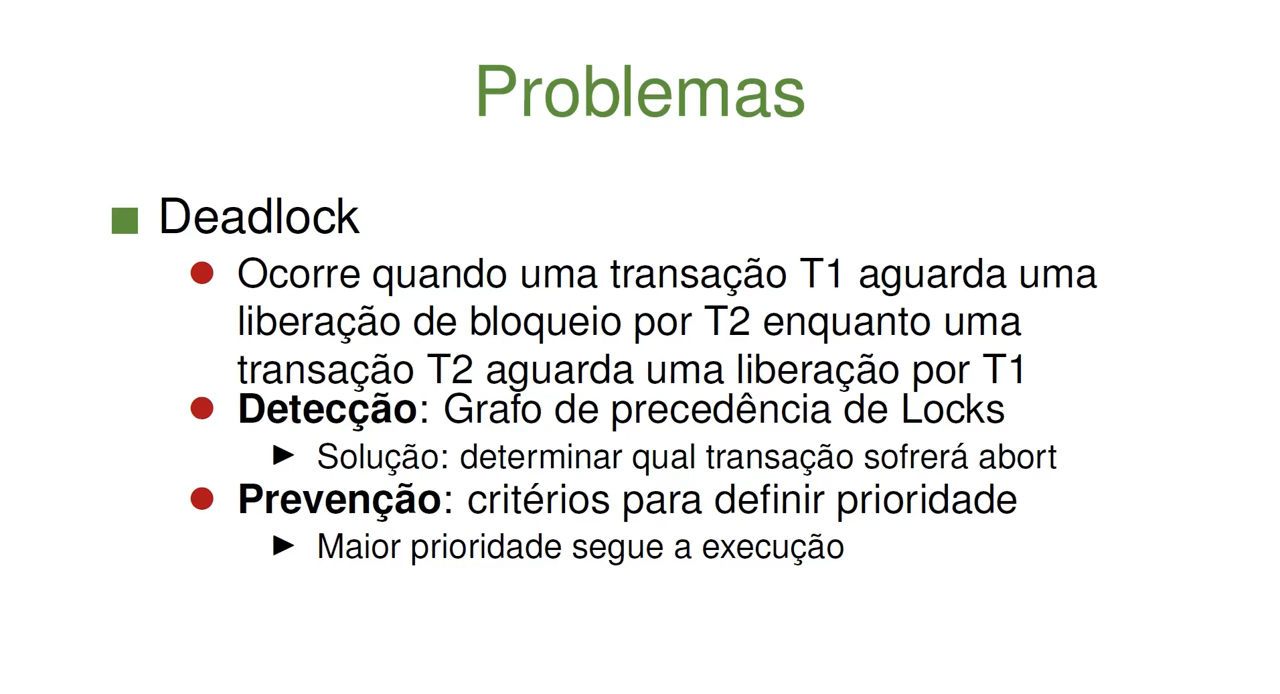 Problemas
Deadlock
Ocorre quando uma transação T1 aguarda uma
liberação de bloqueio por T2 enquanto uma
transação T2 aguarda uma liberação por T1
Detecção: Grafo de precedência de Locks
Solução: determinar qual transação sofrerá abort
Prevenção: critérios para definir prioridade
Maior prioridade segue a execução